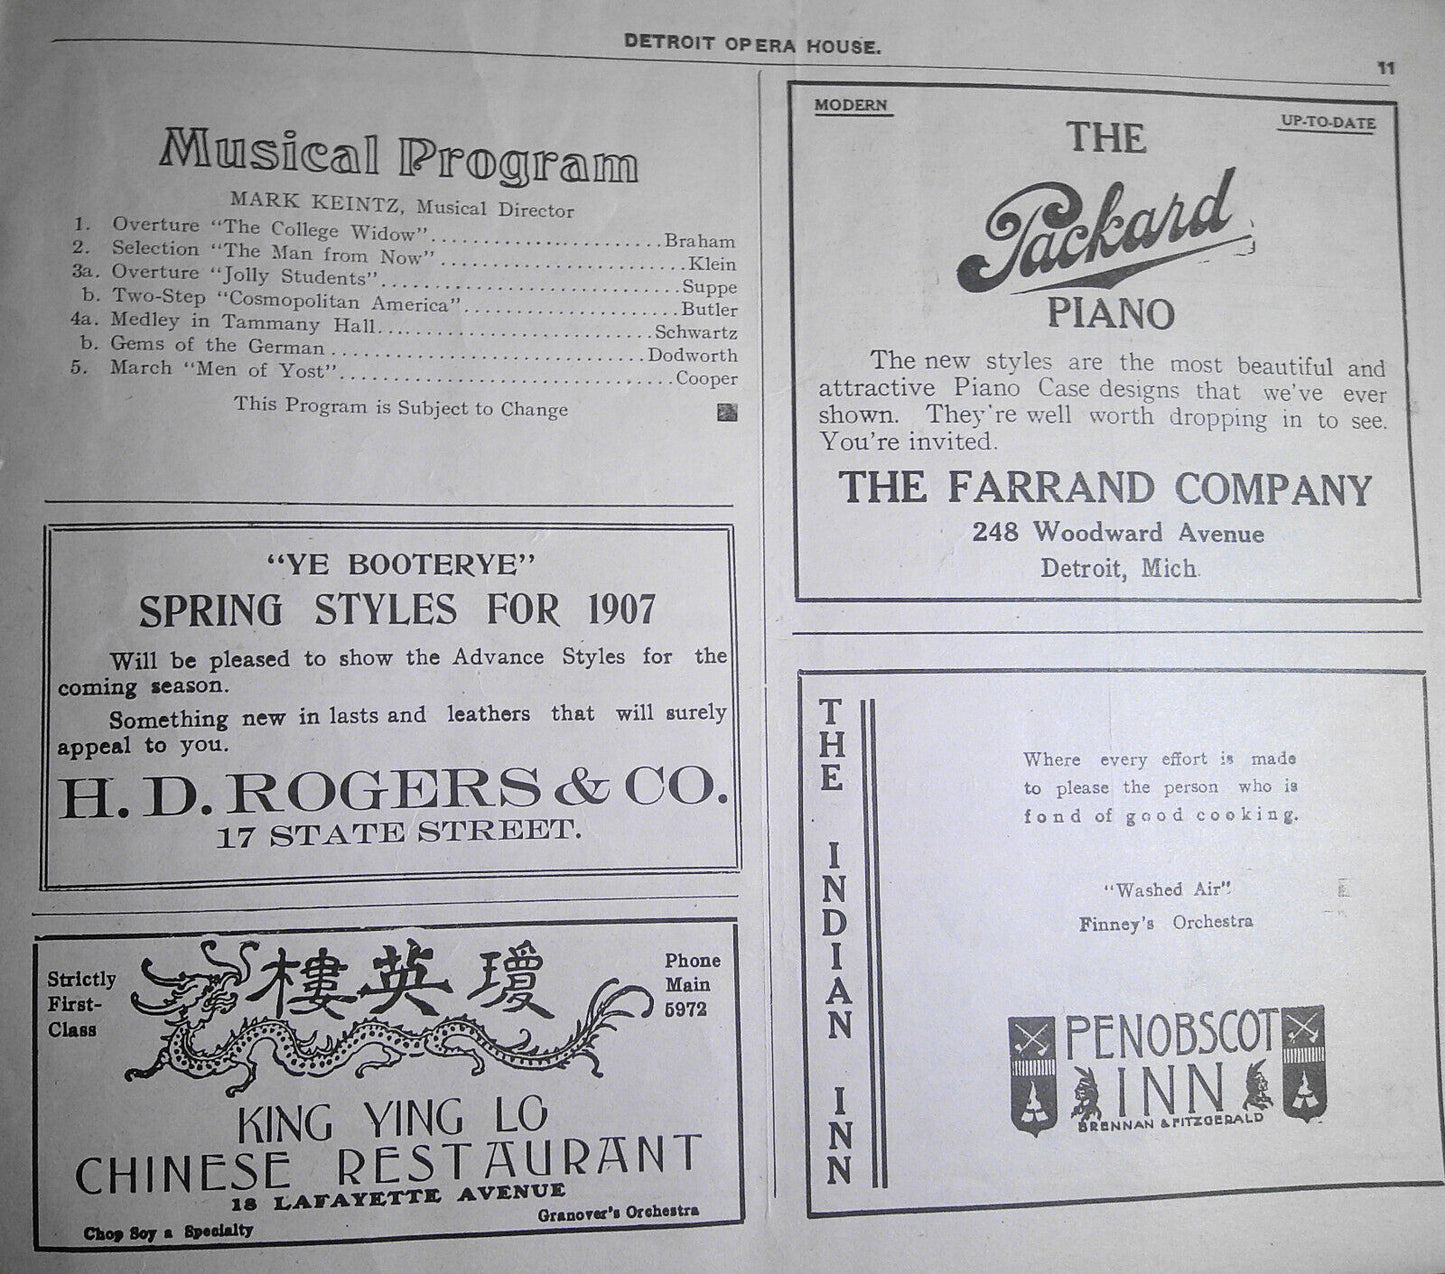 DETROIT OPERA HOUSE.
11
Musical Program
MARK KEINTZ, Musical Director
1. Overture "The College Widow"......................Braham
2. Selection "The Man from Now"........................Klein
3a. Overture "Jolly Students"............................Suppe
b. Two-Step "Cosmopolitan America".....................Butler
4a. Medley in Tammany Hall..........................Schwartz
b. Gems of the German..............................Dodworth
5. March "Men of Yost"...............................Cooper
This Program is Subject to Change
"YE BOOTERYE"
SPRING STYLES FOR 1907
Will be pleased to show the Advance Styles for the
coming season.
Something new in lasts and leathers that will surely
appeal to you.
H. D. ROGERS & CO.
17 STATE STREET.
Strictly
First-
Class
樓英瓊
Phone
Main
5972
KING YING LO
CHINESE RESTAURANT
18 LAFAYETTE AVENUE
Chop Soy a Specialty
Granover's Orchestra
MODERN
UP-TO-DATE
THE
Packard
PIANO
The new styles are the most beautiful and
attractive Piano Case designs that we've ever
shown. They're well worth dropping in to see.
You're invited.
THE FARRAND COMPANY
248 Woodward Avenue
Detroit, Mich.
THE INDIAN INN
Where every effort is made
to please the person who is
fond of good cooking.
"Washed Air"
Finney's Orchestra
PENOBSCOT
INN
BRENNAN & FITZGERALD